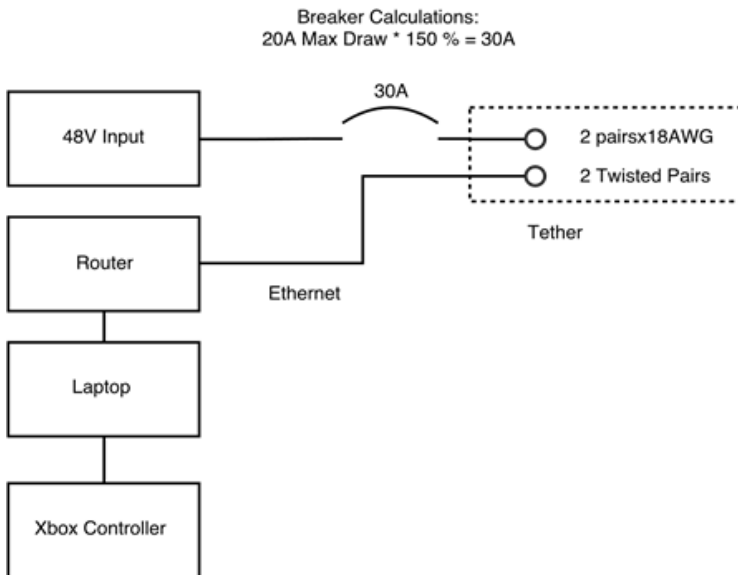 Breaker Calculations:
20A Max Draw * 150 % = 30A
30A
48V Input
2 pairsx18AWG
2 Twisted Pairs
Tether
Router
Ethernet
Laptop
Xbox Controller